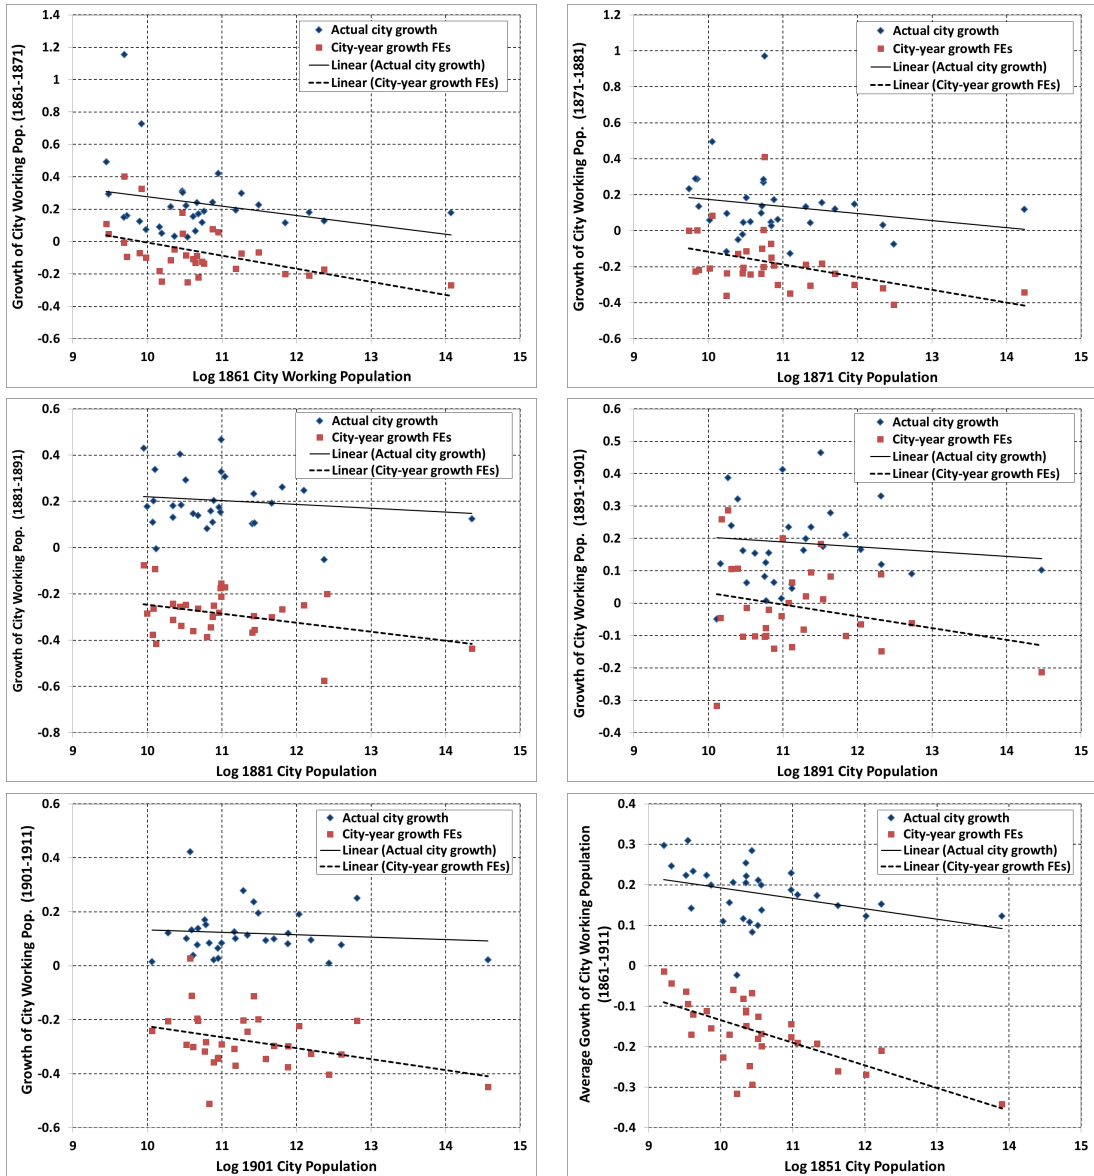 Growth of City Working Pop. (1861-1871)
1.4
1.2
1
0.8
0.6
0.4
0.2
0
-0.2
-0.4
-0.6
Actual city growth
City-year growth FEs
Linear (Actual city growth)
Linear (City-year growth FEs)
9 10 11 12 13 14 15
Log 1861 City Working Population
Growth of City Working Pop. (1871-1881)
1.2
1
0.8
0.6
0.4
0.2
0
-0.2
-0.4
-0.6
Actual city growth
City-year growth FEs
Linear (Actual city growth)
Linear (City-year growth FEs)
9 10 11 12 13 14 15
Log 1871 City Population
Growth of City Working Pop. (1881-1891)
0.6
0.4
0.2
0
-0.2
-0.4
-0.6
-0.8
Actual city growth
City-year growth FEs
Linear (Actual city growth)
Linear (City-year growth FEs)
9 10 11 12 13 14 15
Log 1881 City Population
Growth of City Working Pop. (1891-1901)
0.6
0.5
0.4
0.3
0.2
0.1
0
-0.1
-0.2
-0.3
-0.4
Actual city growth
City-year growth FEs
Linear (Actual city growth)
Linear (City-year growth FEs)
9 10 11 12 13 14 15
Log 1891 City Population
Growth of City Working Pop. (1901-1911)
0.6
0.4
0.2
0
-0.2
-0.4
-0.6
Actual city growth
City-year growth FEs
Linear (Actual city growth)
Linear (City-year growth FEs)
9 10 11 12 13 14 15
Log 1901 City Population
Average Gowth of City Working Population
(1861-1911)
0.4
0.3
0.2
0.1
0
-0.1
-0.2
-0.3
-0.4
Actual city growth
City-year growth FEs
Linear (Actual city growth)
Linear (City-year growth FEs)
9 10 11 12 13 14 15
Log 1851 City Population